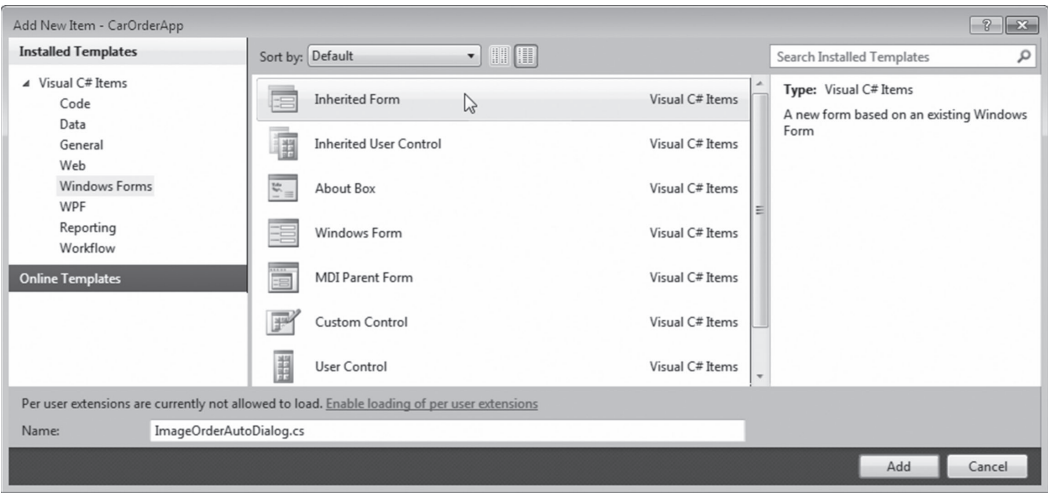 Add New Item - CarOrderApp
Installed Templates
Visual C# Items
Code
Data
General
Web
Windows Forms
WPF
Reporting
Workflow
Online Templates
Sort by: Default
Inherited Form Visual C# Items
Inherited User Control Visual C# Items
About Box Visual C# Items
Windows Form Visual C# Items
MDI Parent Form Visual C# Items
Custom Control Visual C# Items
User Control Visual C# Items
Search Installed Templates
Type: Visual C# Items
A new form based on an existing Windows
Form
Per user extensions are currently not allowed to load. Enable loading of per user extensions
Name: ImageOrderAutoDialog.cs
Add Cancel